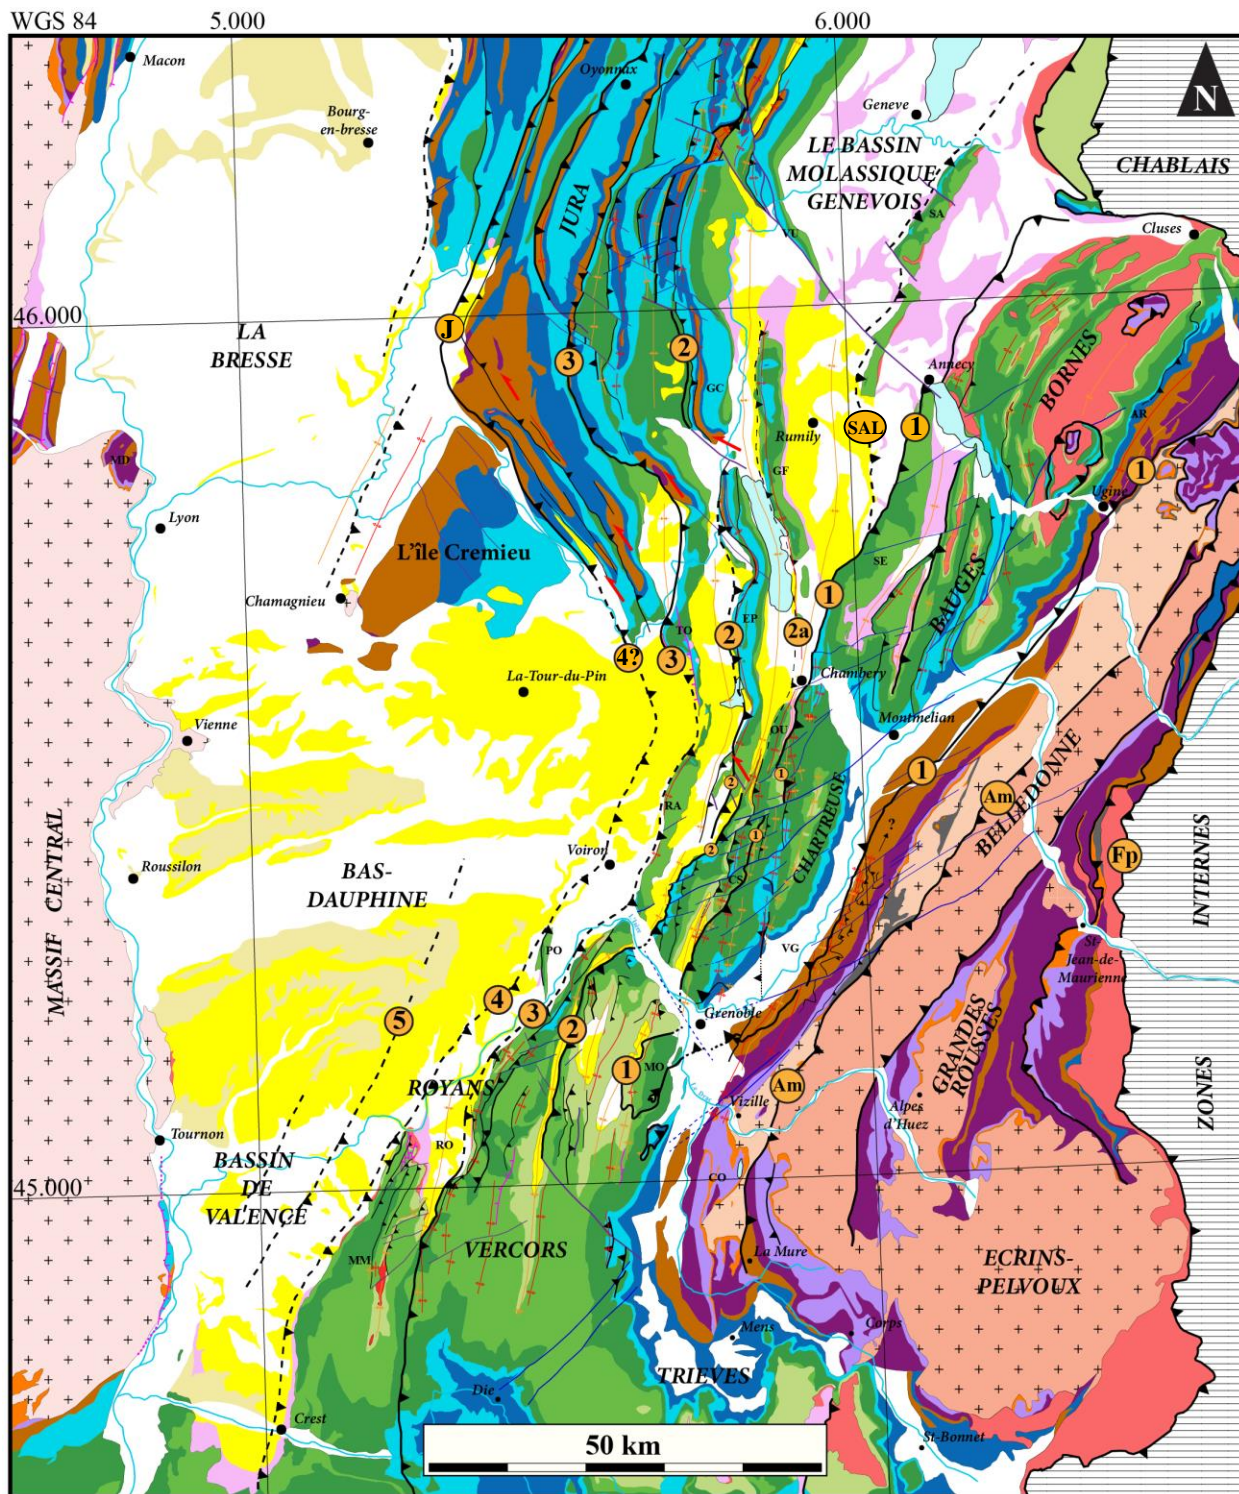 WGS 84
5.000
6.000
Macon
Oyonnax
Bourg-
en-bresse
Geneve
LE BASSIN
MOLASSIQUE
GENEVOIS
CHABLAIS
N
JURA
VU
SA
Cluses
46.000
LA
BRESSE
J
3
2
GC
Annecy
BORNES
AR
MD
Rumily
SAL
1
1
Ugine
GF
Lyon
L'île Cremieu
Chamagnieu
SE
BAUGES
1
EP
TO
2
2a
4?
3
La-Tour-du-Pin
Chambery
Montmelian
Vienne
OU
1
2
1
RA
Am
BELLEDONNE
?
1
2
CS
CHARTREUSE
Fp
Voiron
Roussilon
BAS-
DAUPHINE
MASSIF CENTRAL
INTERNES
St-
Jean-de-
Maurienne
PO
VG
4
3
2
5
Grenoble
1
MO
GRANDES
ROUSSES
Am
Vizille
Alpes
d'Huez
ROYANS
ZONES
Tournon
RO
BASSIN
DE
VALENCE
45.000
CO
VERCORS
MM
La Mure
ECRINS-
PELVOUX
Mens
Corps
TRIEVES
Die
Crest
St-Bonnet
50 km